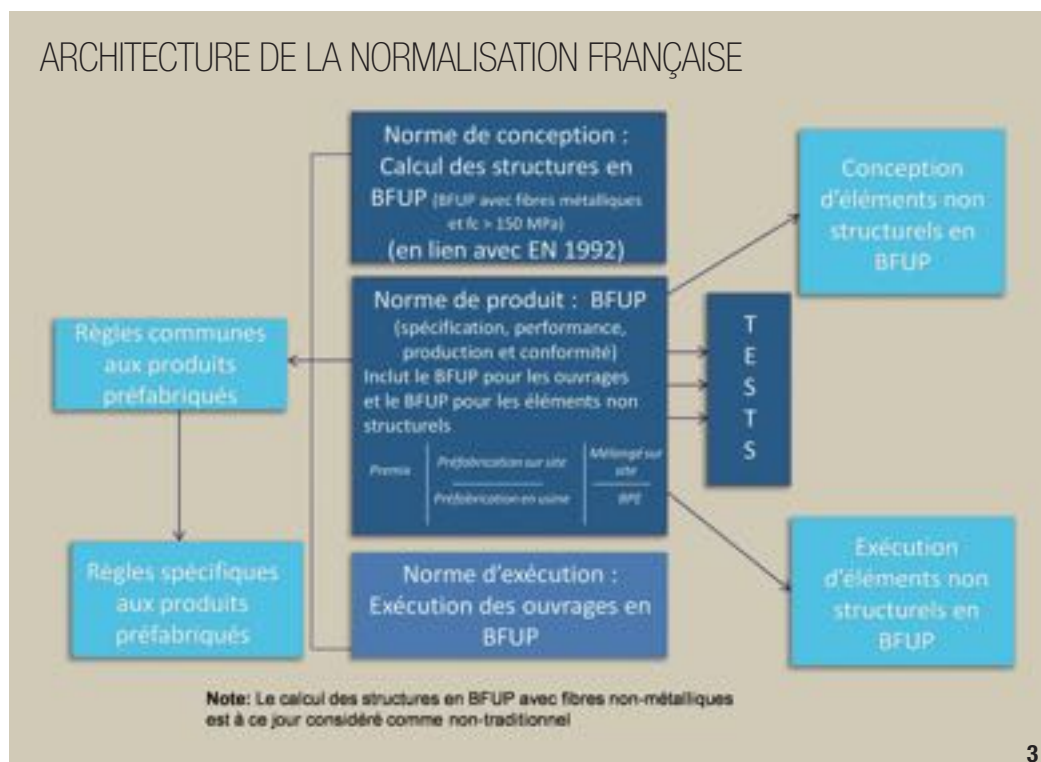 ARCHITECTURE DE LA NORMALISATION FRANÇAISE
Norme de conception :
Calcul des structures en
BFUP (BFUP avec fibres métalliques
et fc > 150 MPa)
(en lien avec EN 1992)
Conception
d'éléments non
structurels en
BFUP
Norme de produit : BFUP
(spécification, performance,
production et conformité)
Inclut le BFUP pour les ouvrages
et le BFUP pour les éléments non
structurels
Premix
Préfabrication sur site
Préfabrication en usine
Mélangé sur
site
BPE
T
E
S
T
S
Règles communes
aux produits
préfabriqués
Règles spécifiques
aux produits
préfabriqués
Norme d'exécution :
Exécution des ouvrages en
BFUP
Exécution
d'éléments non
structurels en
BFUP
Note: Le calcul des structures en BFUP avec fibres non-métalliques
est à ce jour considéré comme non-traditionnel
3